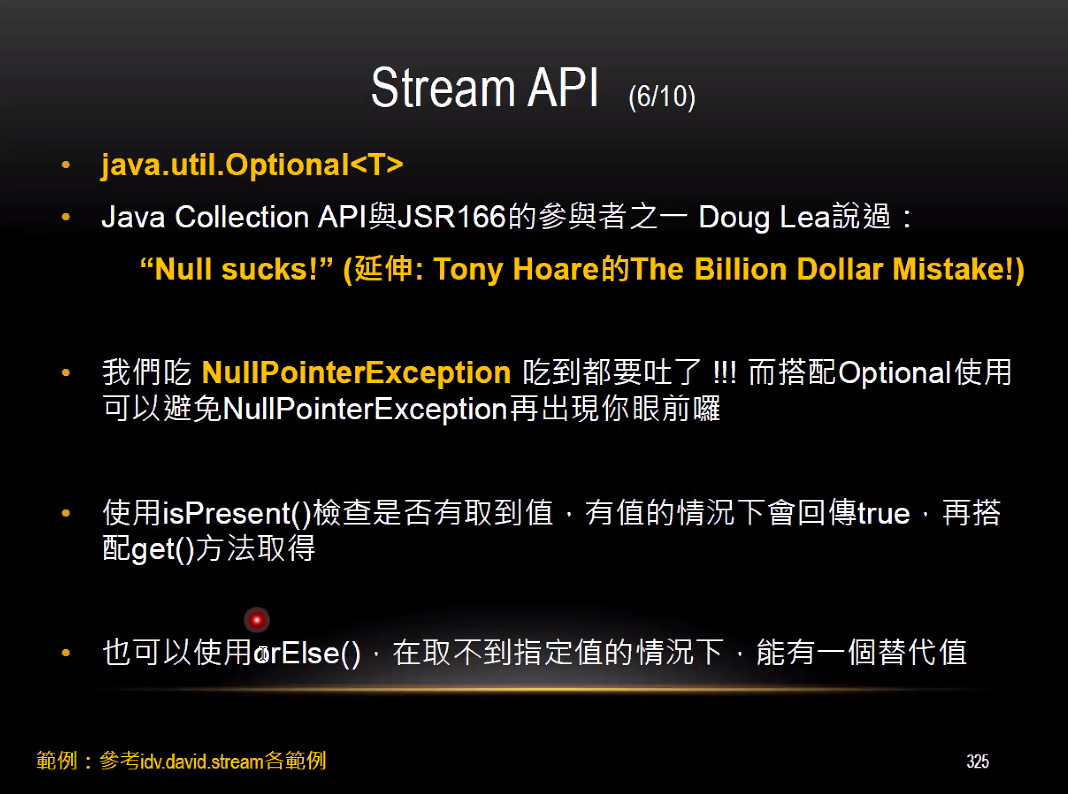 Stream API (6/10)
• java.util.Optional<T>
• Java Collection API與JSR166的參與者之一 Doug Lea說過：
“Null sucks!” (延伸: Tony Hoare的The Billion Dollar Mistake!)
• 我們吃 NullPointerException 吃到都要吐了 !!! 而搭配Optional使用
可以避免NullPointerException再出現你眼前囉
• 使用isPresent()檢查是否有取到值，有值的情況下會回傳true，再搭
配get()方法取得
• 也可以使用orElse()，在取不到指定值的情況下，能有一個替代值
範例：參考idv.david.stream各範例
325